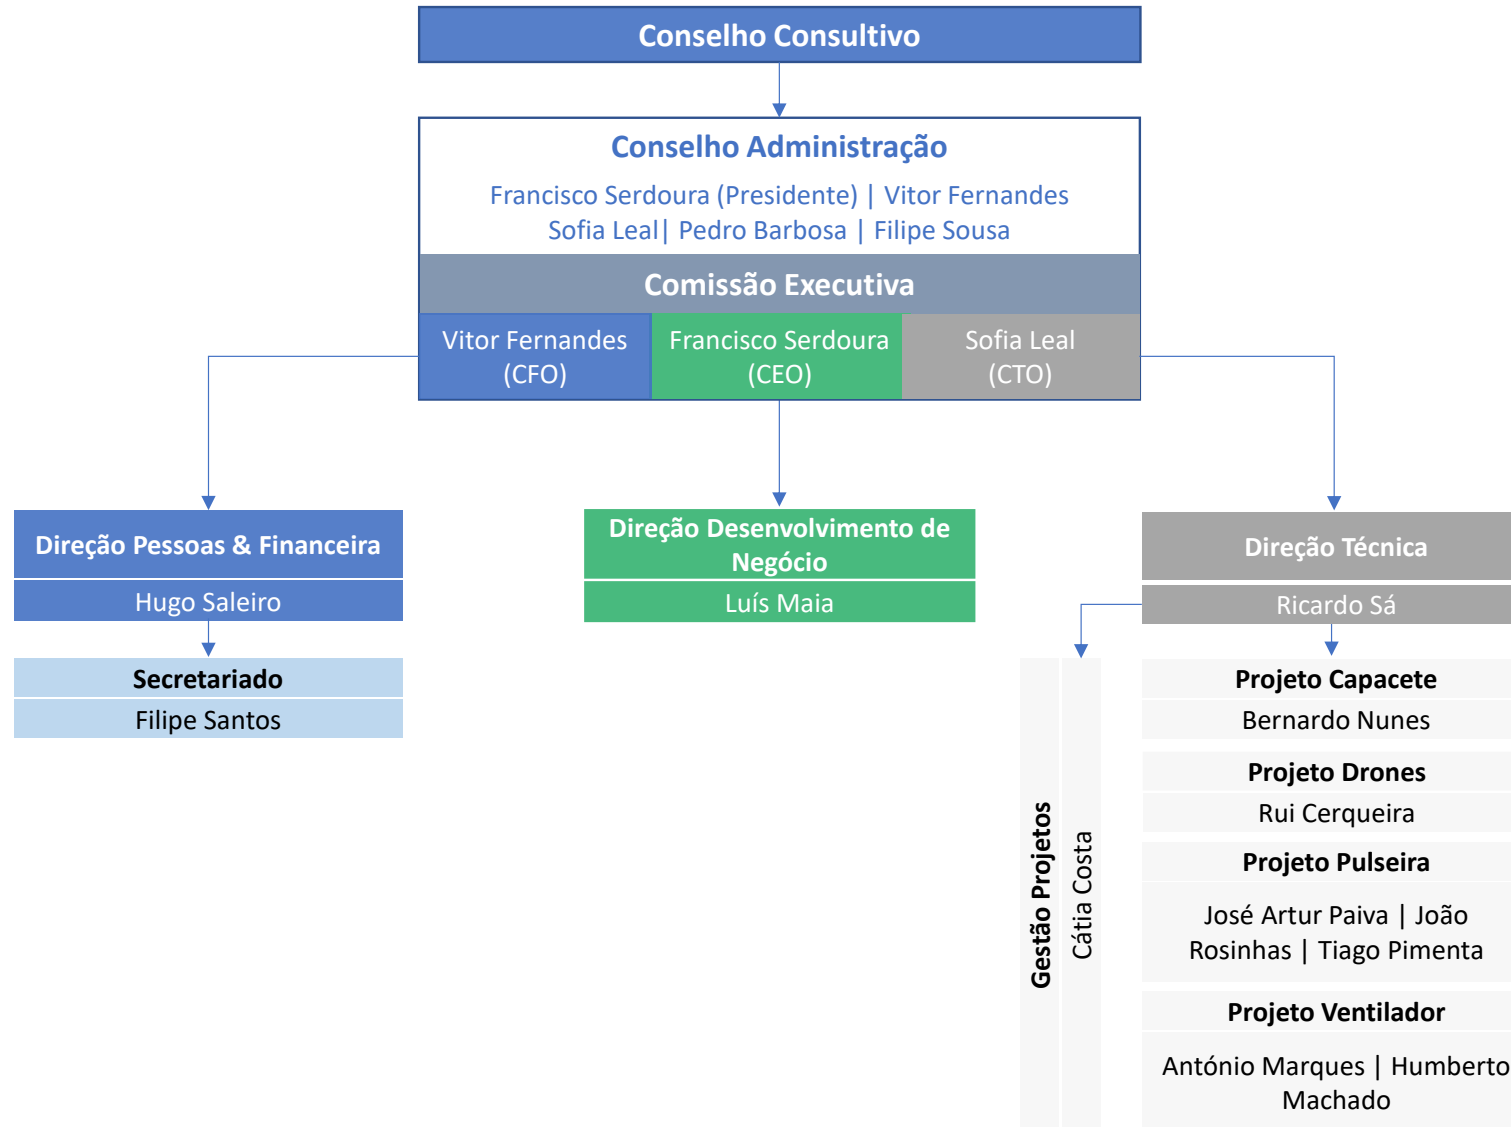 Conselho Consultivo
Conselho Administração
Francisco Serdoura (Presidente) | Vitor Fernandes
Sofia Leal| Pedro Barbosa | Filipe Sousa
Comissão Executiva
Vitor Fernandes
(CFO)
Francisco Serdoura
(CEO)
Sofia Leal
(CTO)
Direção Pessoas & Financeira
Hugo Saleiro
Secretariado
Filipe Santos
Direção Desenvolvimento de
Negócio
Luís Maia
Direção Técnica
Ricardo Sá
Gestão Projetos
Cátia Costa
Projeto Capacete
Bernardo Nunes
Projeto Drones
Rui Cerqueira
Projeto Pulseira
José Artur Paiva | João
Rosinhas | Tiago Pimenta
Projeto Ventilador
António Marques | Humberto
Machado